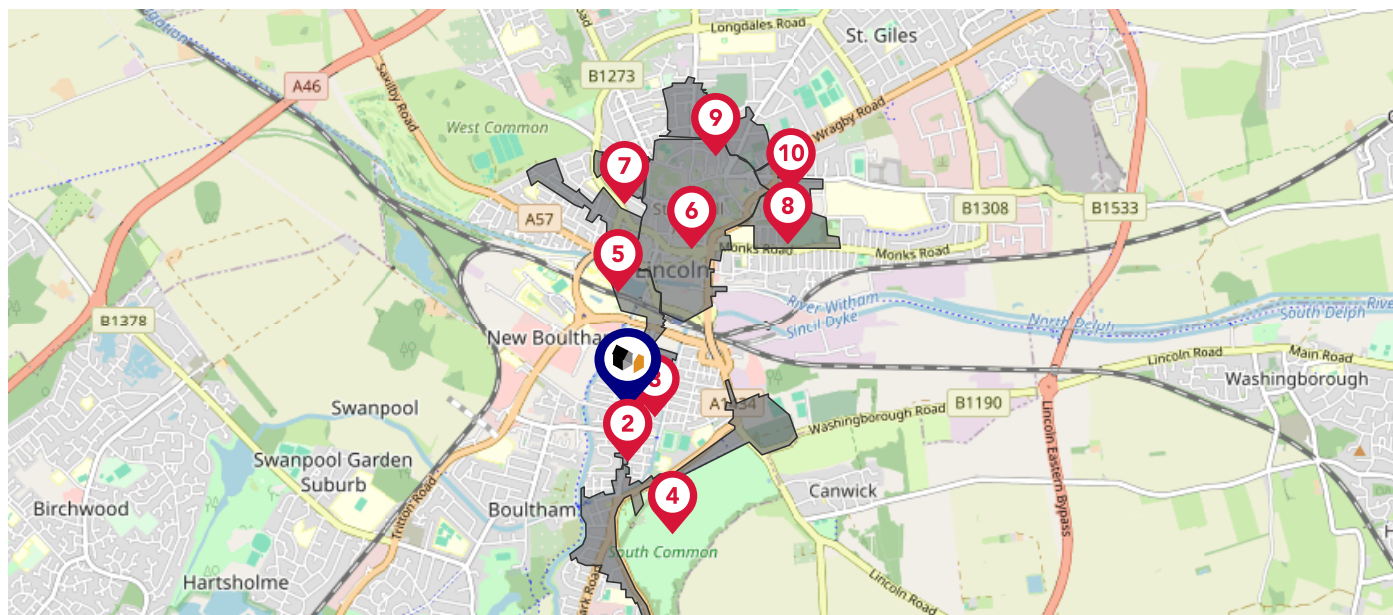 Longdales Road
St. Giles
B1273
A46
Saxilby Road
West Common
9
Wragby Road
10
7
A57
6
8
B1308
B1533
5
Monks Road
Monks Road
Lincoln
River Witham
Sincil Dyke
North Delph
South Delph
B1378
New Boultham
3
Lincoln Road
Main Road
Washingborough
Swanpool
A1434
B1190
Washingborough Road
2
Lincoln Eastern Bypass
Swanpool Garden
Suburb
Tritton Road
4
Canwick
Birchwood
Boultham
South Common
Hartsholme
Lincoln Road